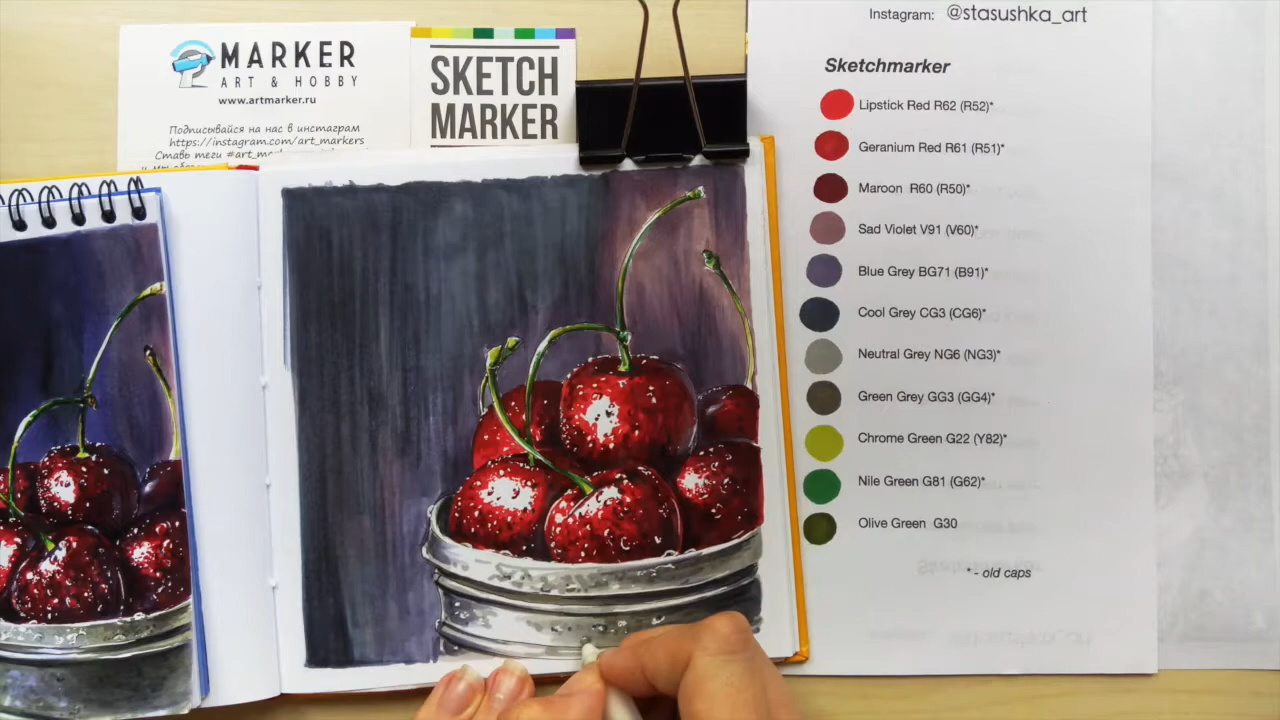 MARKER
ART & HOBBY
www.artmarker.ru
Подписывайся на нас в инстаграм
https://instagram.com/art_markers
Ставь теги #art_
SKETCH
MARKER
Instagram: @stasushka_art
Sketchmarker
Lipstick Red R62 (R52)*
Geranium Red R61 (R51)*
Maroon R60 (R50)*
Sad Violet V91 (V60)*
Blue Grey BG71 (B91)*
Cool Grey CG3 (CG6)*
Neutral Grey NG6 (NG3)*
Green Grey GG3 (GG4)*
Chrome Green G22 (Y82)*
Nile Green G81 (G62)*
Olive Green G30
* - old caps